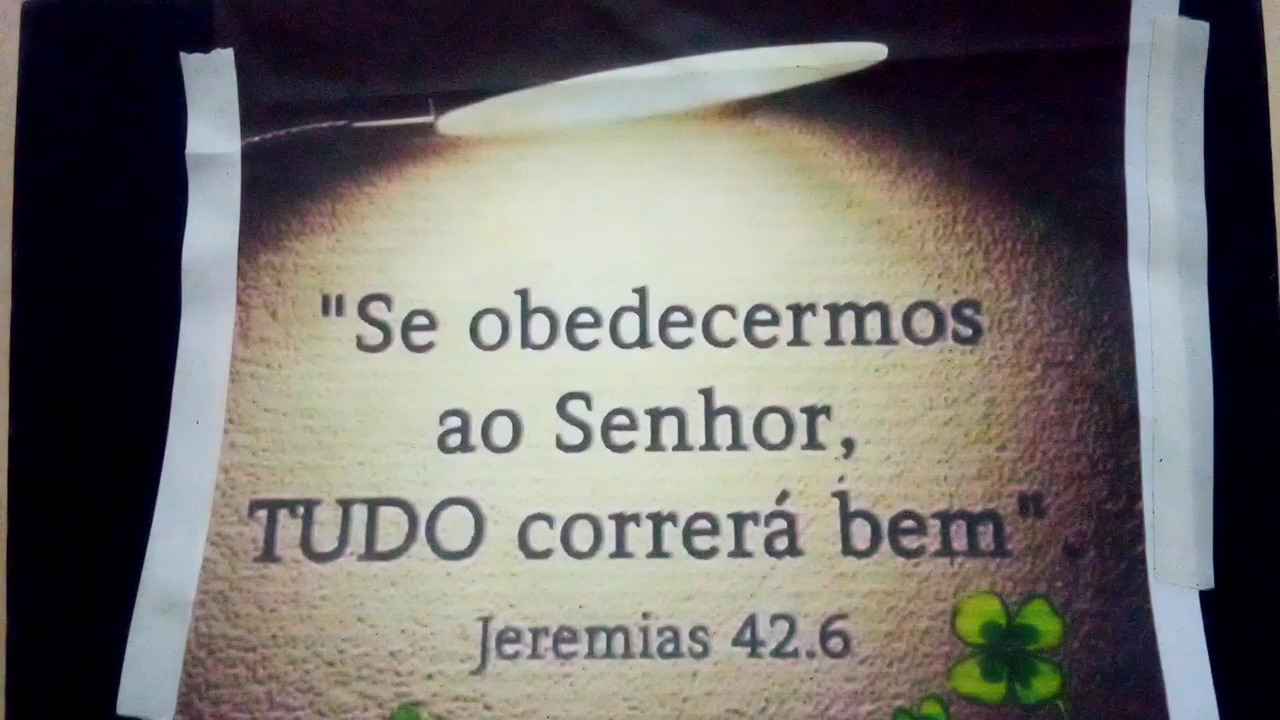 "Se obedecermos
ao Senhor,
TUDO correrá bem".
Jeremias 42.6